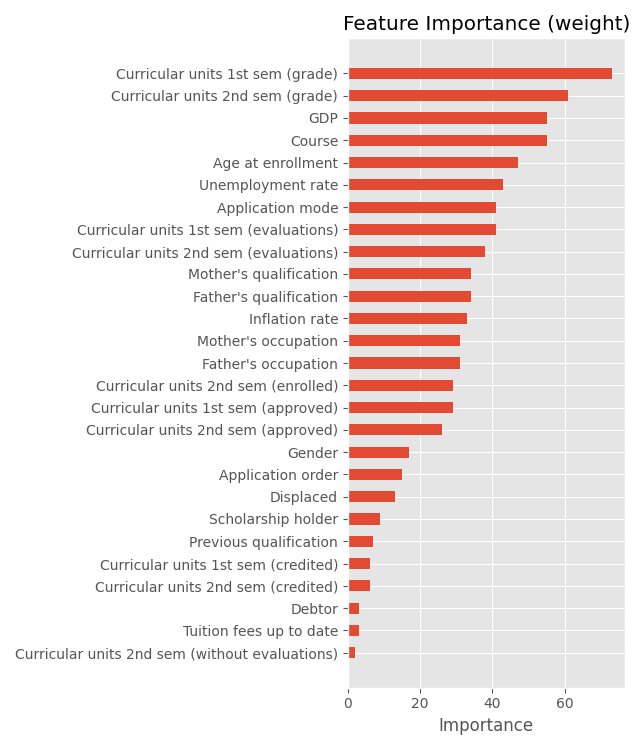 Feature Importance (weight)
Curricular units 1st sem (grade)
Curricular units 2nd sem (grade)
GDP
Course
Age at enrollment
Unemployment rate
Application mode
Curricular units 1st sem (evaluations)
Curricular units 2nd sem (evaluations)
Mother's qualification
Father's qualification
Inflation rate
Mother's occupation
Father's occupation
Curricular units 2nd sem (enrolled)
Curricular units 1st sem (approved)
Curricular units 2nd sem (approved)
Gender
Application order
Displaced
Scholarship holder
Previous qualification
Curricular units 1st sem (credited)
Curricular units 2nd sem (credited)
Debtor
Tuition fees up to date
Curricular units 2nd sem (without evaluations)
0 20 40 60
Importance